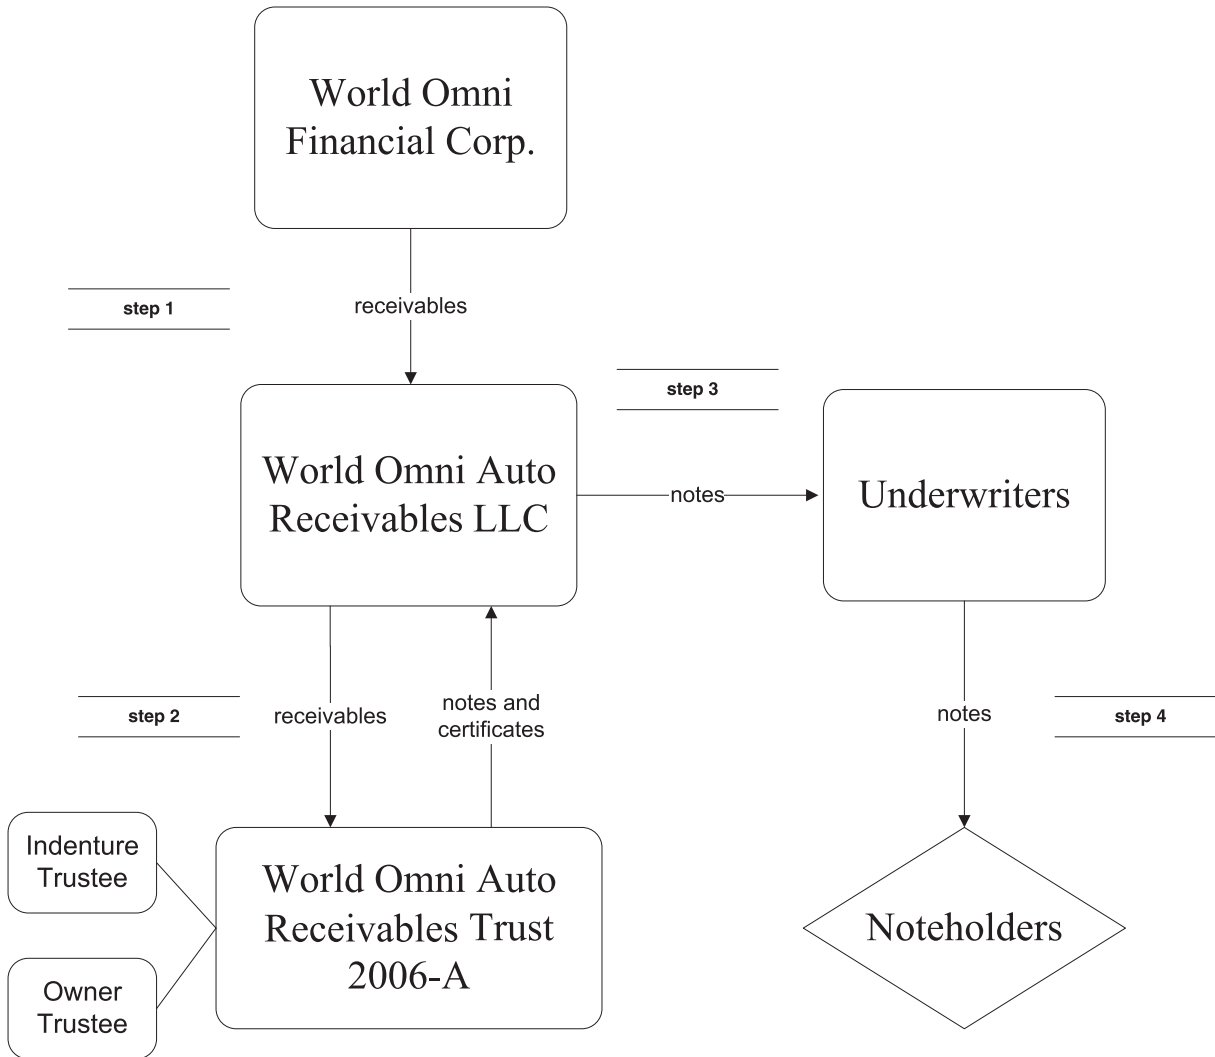 World Omni
Financial Corp.
step 1
receivables
step 3
World Omni Auto
Receivables LLC
notes
Underwriters
step 2
receivables
notes and
certificates
notes
step 4
Indenture
Trustee
Owner
Trustee
World Omni Auto
Receivables Trust
2006-A
Noteholders